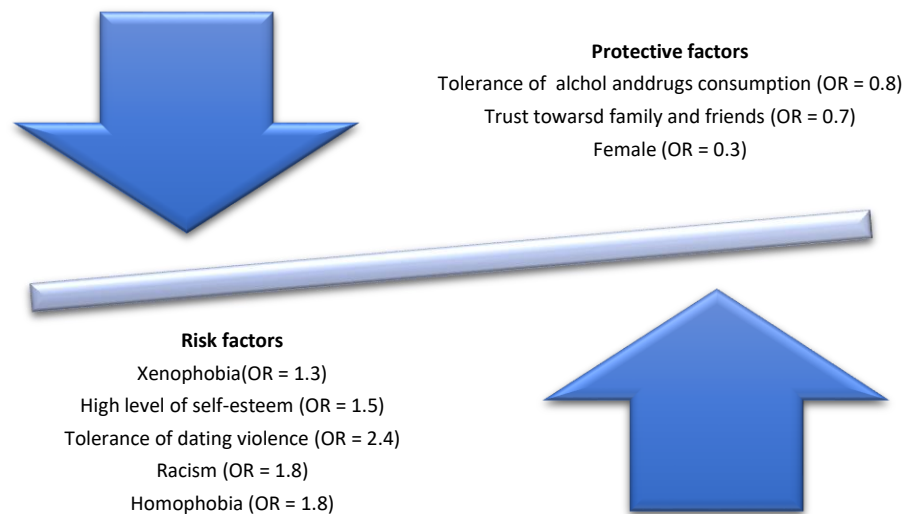 Protective factors
Tolerance of  alchol anddrugs consumption (OR = 0.8)
Trust towarsd family and friends (OR = 0.7)
Female (OR = 0.3)
Risk factors
Xenophobia(OR = 1.3)
High level of self-esteem (OR = 1.5)
Tolerance of dating violence (OR = 2.4)
Racism (OR = 1.8)
Homophobia (OR = 1.8)